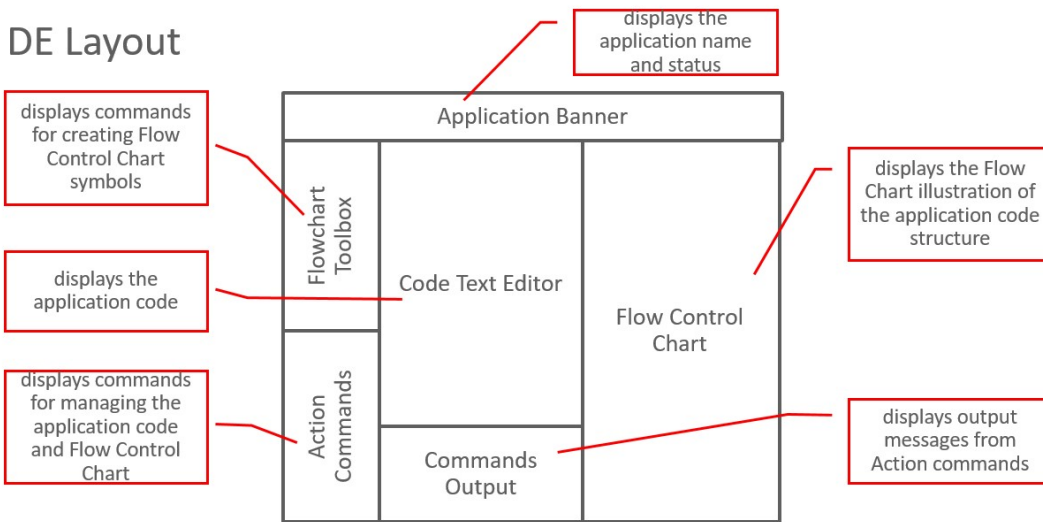 DE Layout
displays the
application name
and status
displays commands
for creating Flow
Control Chart
symbols
Application Banner
Flowchart
Toolbox
displays the Flow
Chart illustration of
the application code
structure
displays the
application code
Code Text Editor
Flow Control
Chart
displays commands
for managing the
application code
and Flow Control
Chart
Action
Commands
Commands
Output
displays output
messages from
Action commands